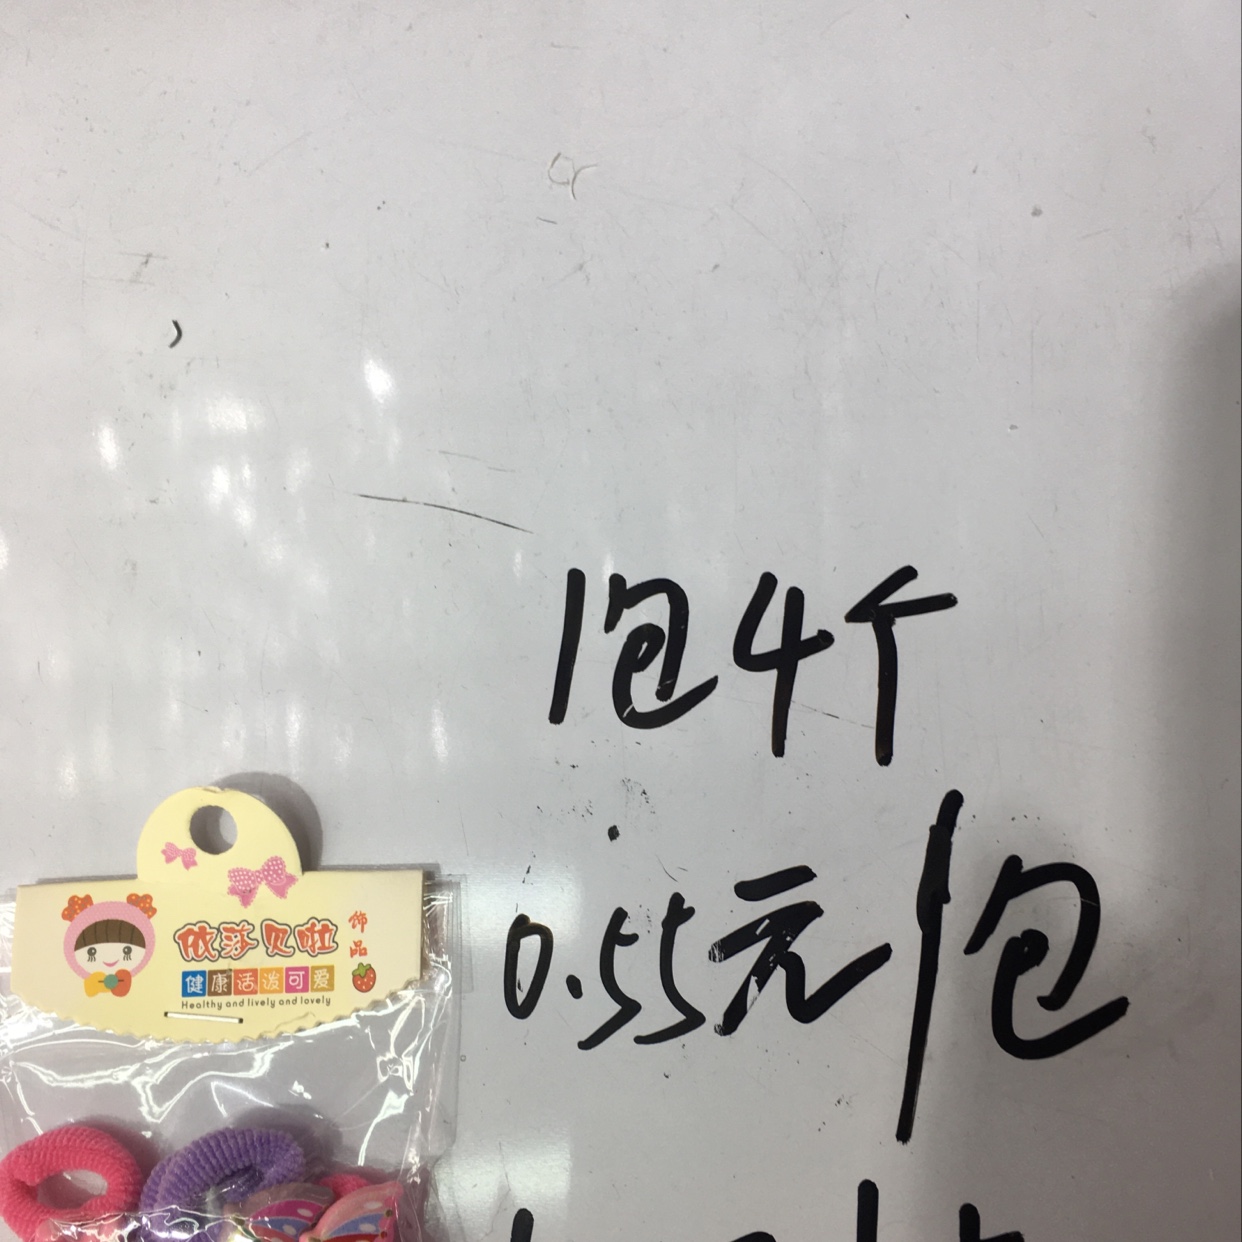 1包4个
0.55元/包
依莎贝啦
饰品
健康活泼可爱
Healthy and lively and lovely